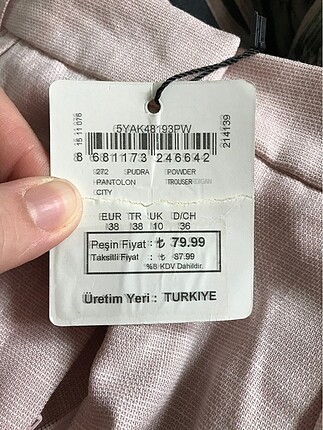 5YAK48193PW
15 11 076
214139
8 681173 246642
272 PUDRA POWDER
PANTOLON TROUSER
CITY
EUR TR UK D/CH
38 38 10 36
Peşin Fiyat : ₺ 79.99
Taksitli Fiyat : ₺ 87.99
%8 KDV Dahildir.
Üretim Yeri : TURKIYE